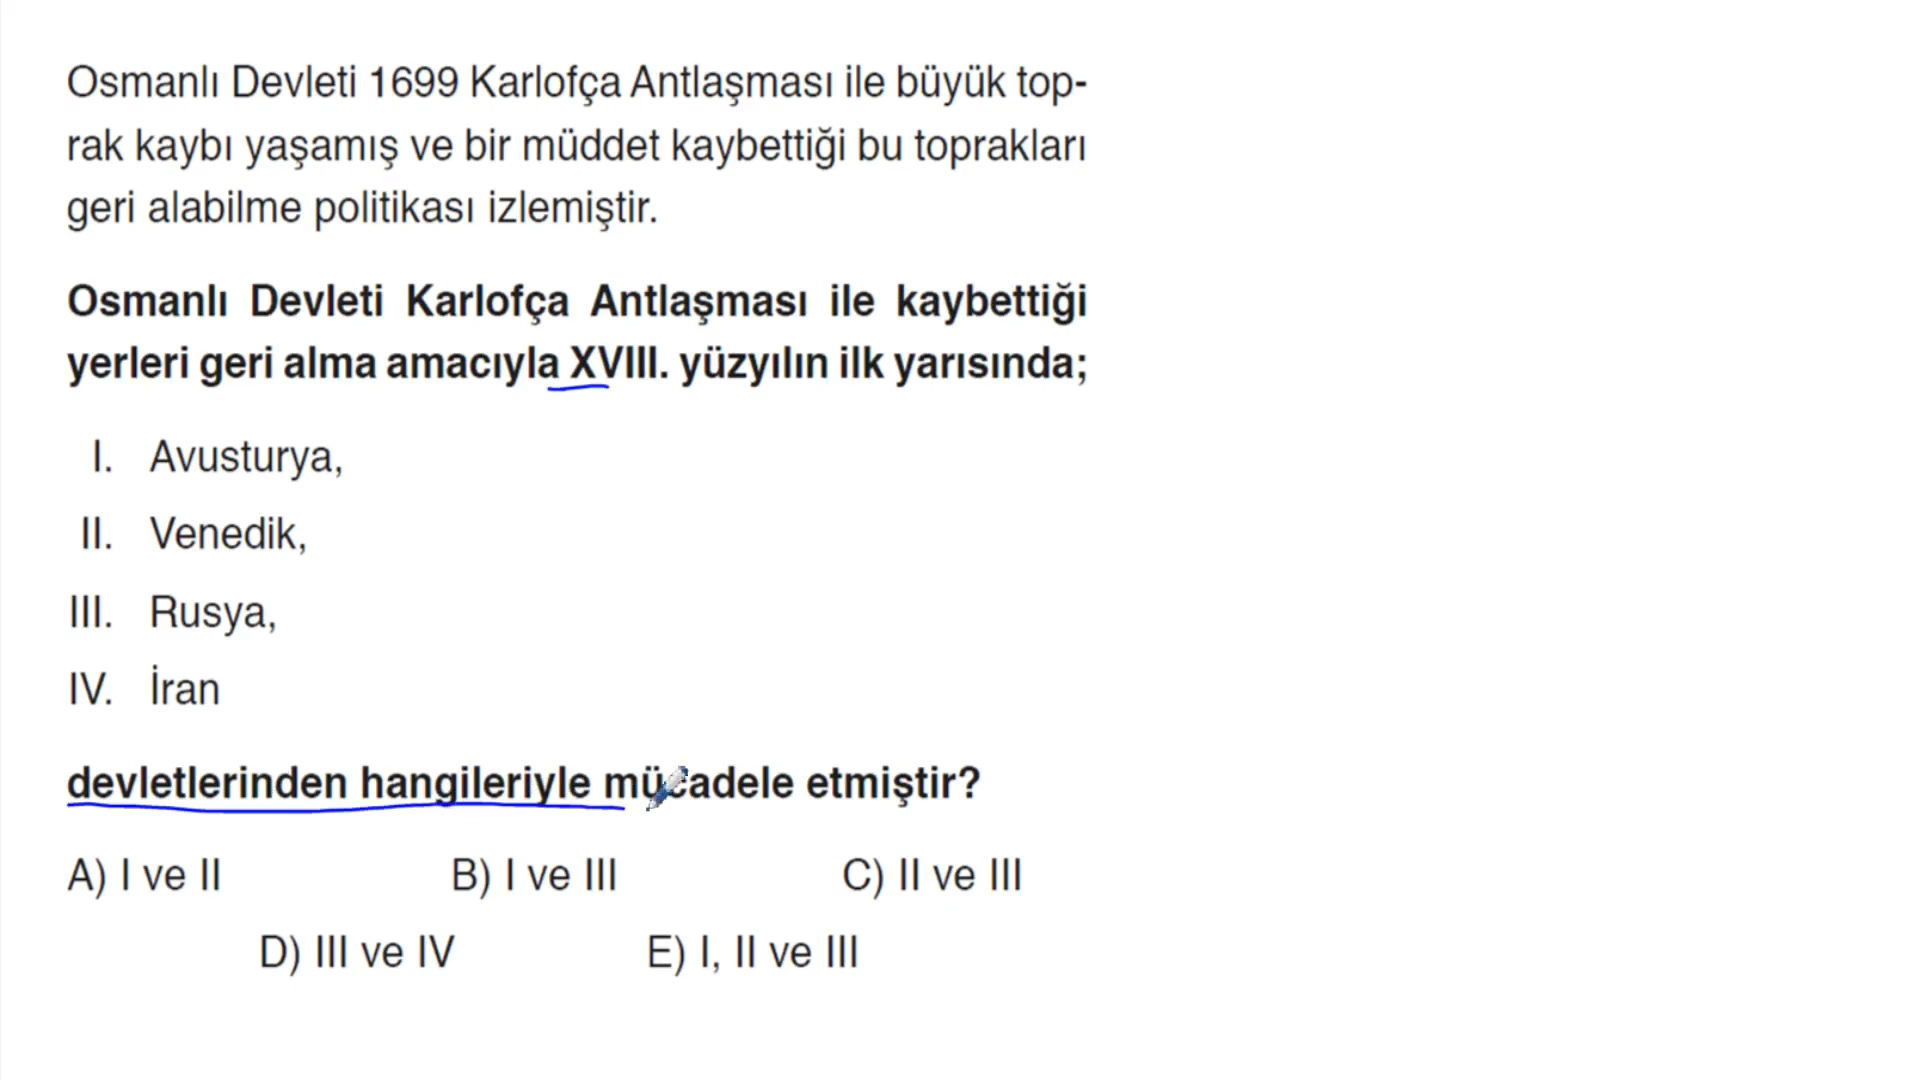 Osmanlı Devleti 1699 Karlofça Antlaşması ile büyük top-
rak kaybı yaşamış ve bir müddet kaybettiği bu toprakları
geri alabilme politikası izlemiştir.
Osmanlı Devleti Karlofça Antlaşması ile kaybettiği
yerleri geri alma amacıyla XVIII. yüzyılın ilk yarısında;
I. Avusturya,
II. Venedik,
III. Rusya,
IV. İran
devletlerinden hangileriyle mücadele etmiştir?
A) I ve II B) I ve III C) II ve III
D) III ve IV E) I, II ve III